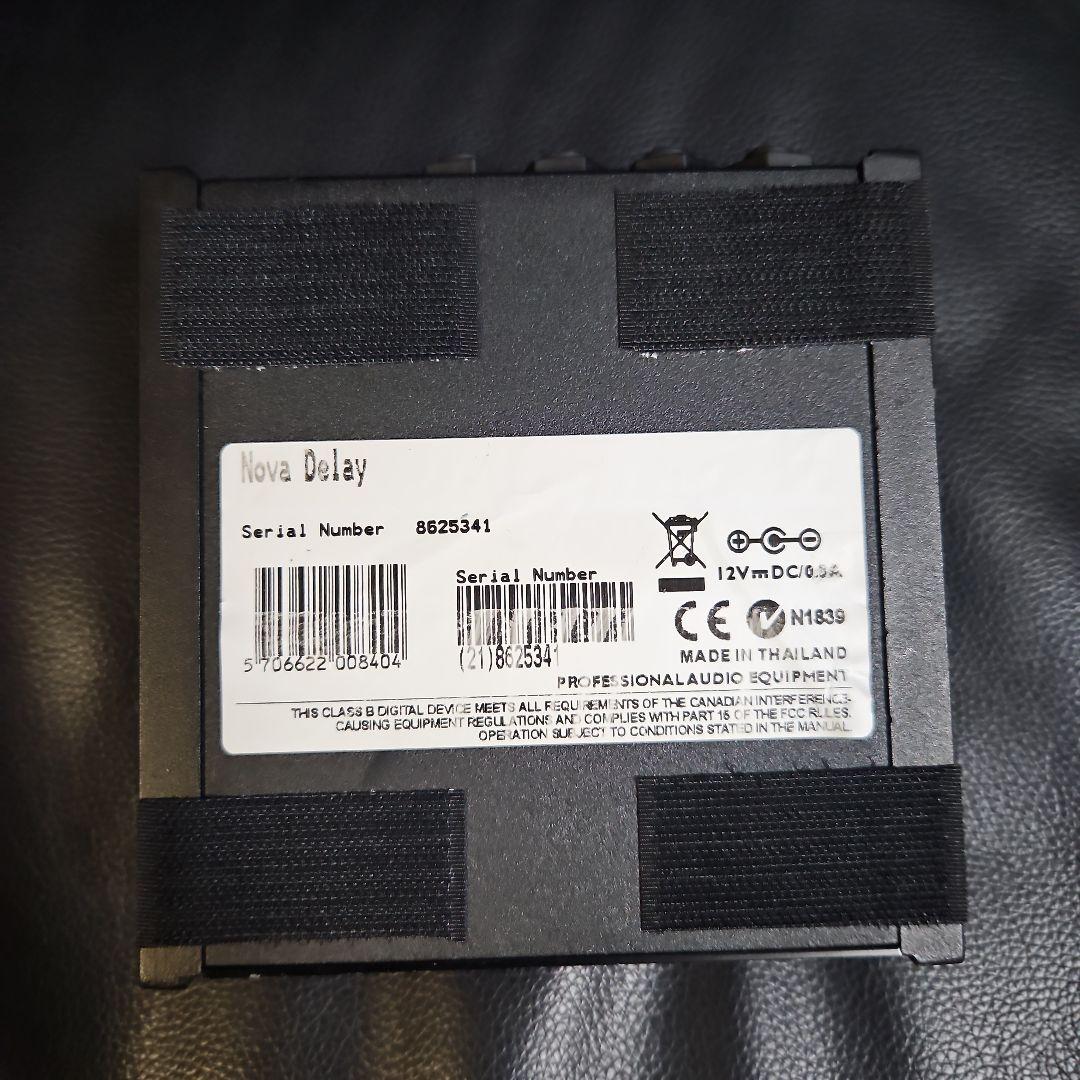 Nova Delay
Serial Number 8625341
Serial Number
5 706622 008404
(21)8625341
12V DC/0.5A
CE N1839
MADE IN THAILAND
PROFESSIONAL AUDIO EQUIPMENT
THIS CLASS B DIGITAL DEVICE MEETS ALL REQUIREMENTS OF THE CANADIAN INTERFERENCE-
CAUSING EQUIPMENT REGULATIONS AND COMPLIES WITH PART 15 OF THE FCC RULES.
OPERATION SUBJECT TO CONDITIONS STATED IN THE MANUAL.